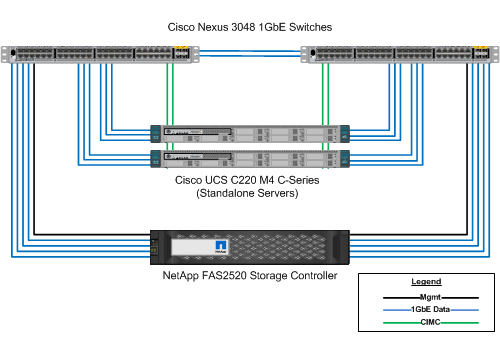 Cisco Nexus 3048 1GbE Switches
Cisco UCS C220 M4 C-Series
(Standalone Servers)
NetApp
NetApp FAS2520 Storage Controller
Legend
Mgmt
1GbE Data
CIMC